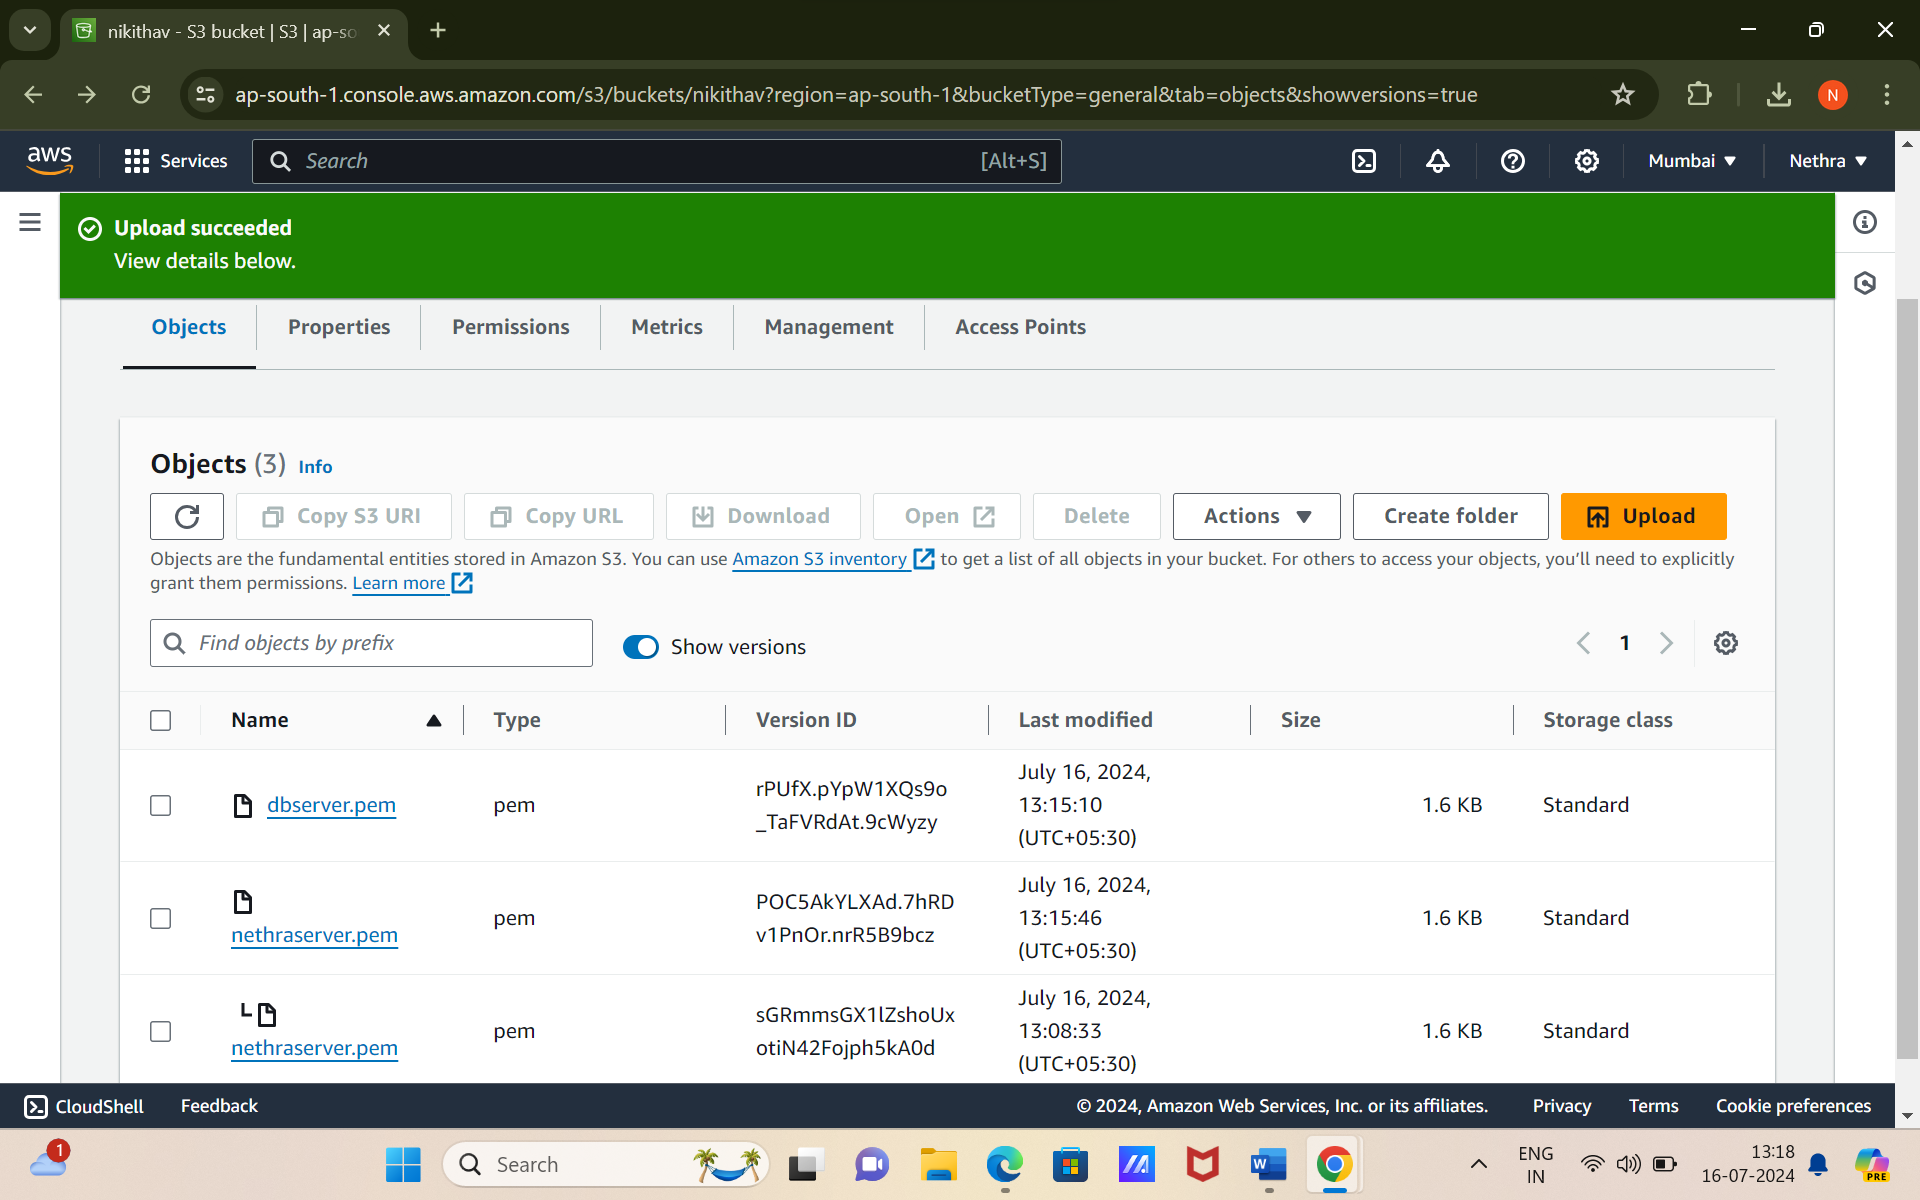 nikithav - S3 bucket | S3 | ap-so
ap-south-1.console.aws.amazon.com/s3/buckets/nikithav?region=ap-south-1&bucketType=general&tab=objects&showversions=true
N
aws
Services
Search
[Alt+S]
Mumbai
Nethra
Upload succeeded
View details below.
Objects
Properties
Permissions
Metrics
Management
Access Points
Objects (3) Info
Copy S3 URI
Copy URL
Download
Open
Delete
Actions
Create folder
Upload
Objects are the fundamental entities stored in Amazon S3. You can use Amazon S3 inventory to get a list of all objects in your bucket. For others to access your objects, you'll need to explicitly
grant them permissions. Learn more
Find objects by prefix
Show versions
1
Name
Type
Version ID
Last modified
Size
Storage class
dbserver.pem
pem
rPUfX.pYpW1XQs9o
_TaFVRdAt.9cWyzy
July 16, 2024,
13:15:10
(UTC+05:30)
1.6 KB
Standard
nethraserver.pem
pem
POC5AkYLXAd.7hRD
v1PnOr.nrR5B9bcz
July 16, 2024,
13:15:46
(UTC+05:30)
1.6 KB
Standard
nethraserver.pem
pem
sGRmmsGX1lZshoUx
otiN42Fojph5kA0d
July 16, 2024,
13:08:33
(UTC+05:30)
1.6 KB
Standard
CloudShell
Feedback
© 2024, Amazon Web Services, Inc. or its affiliates.
Privacy
Terms
Cookie preferences
1
Search
W
ENG
IN
13:18
16-07-2024
PRE